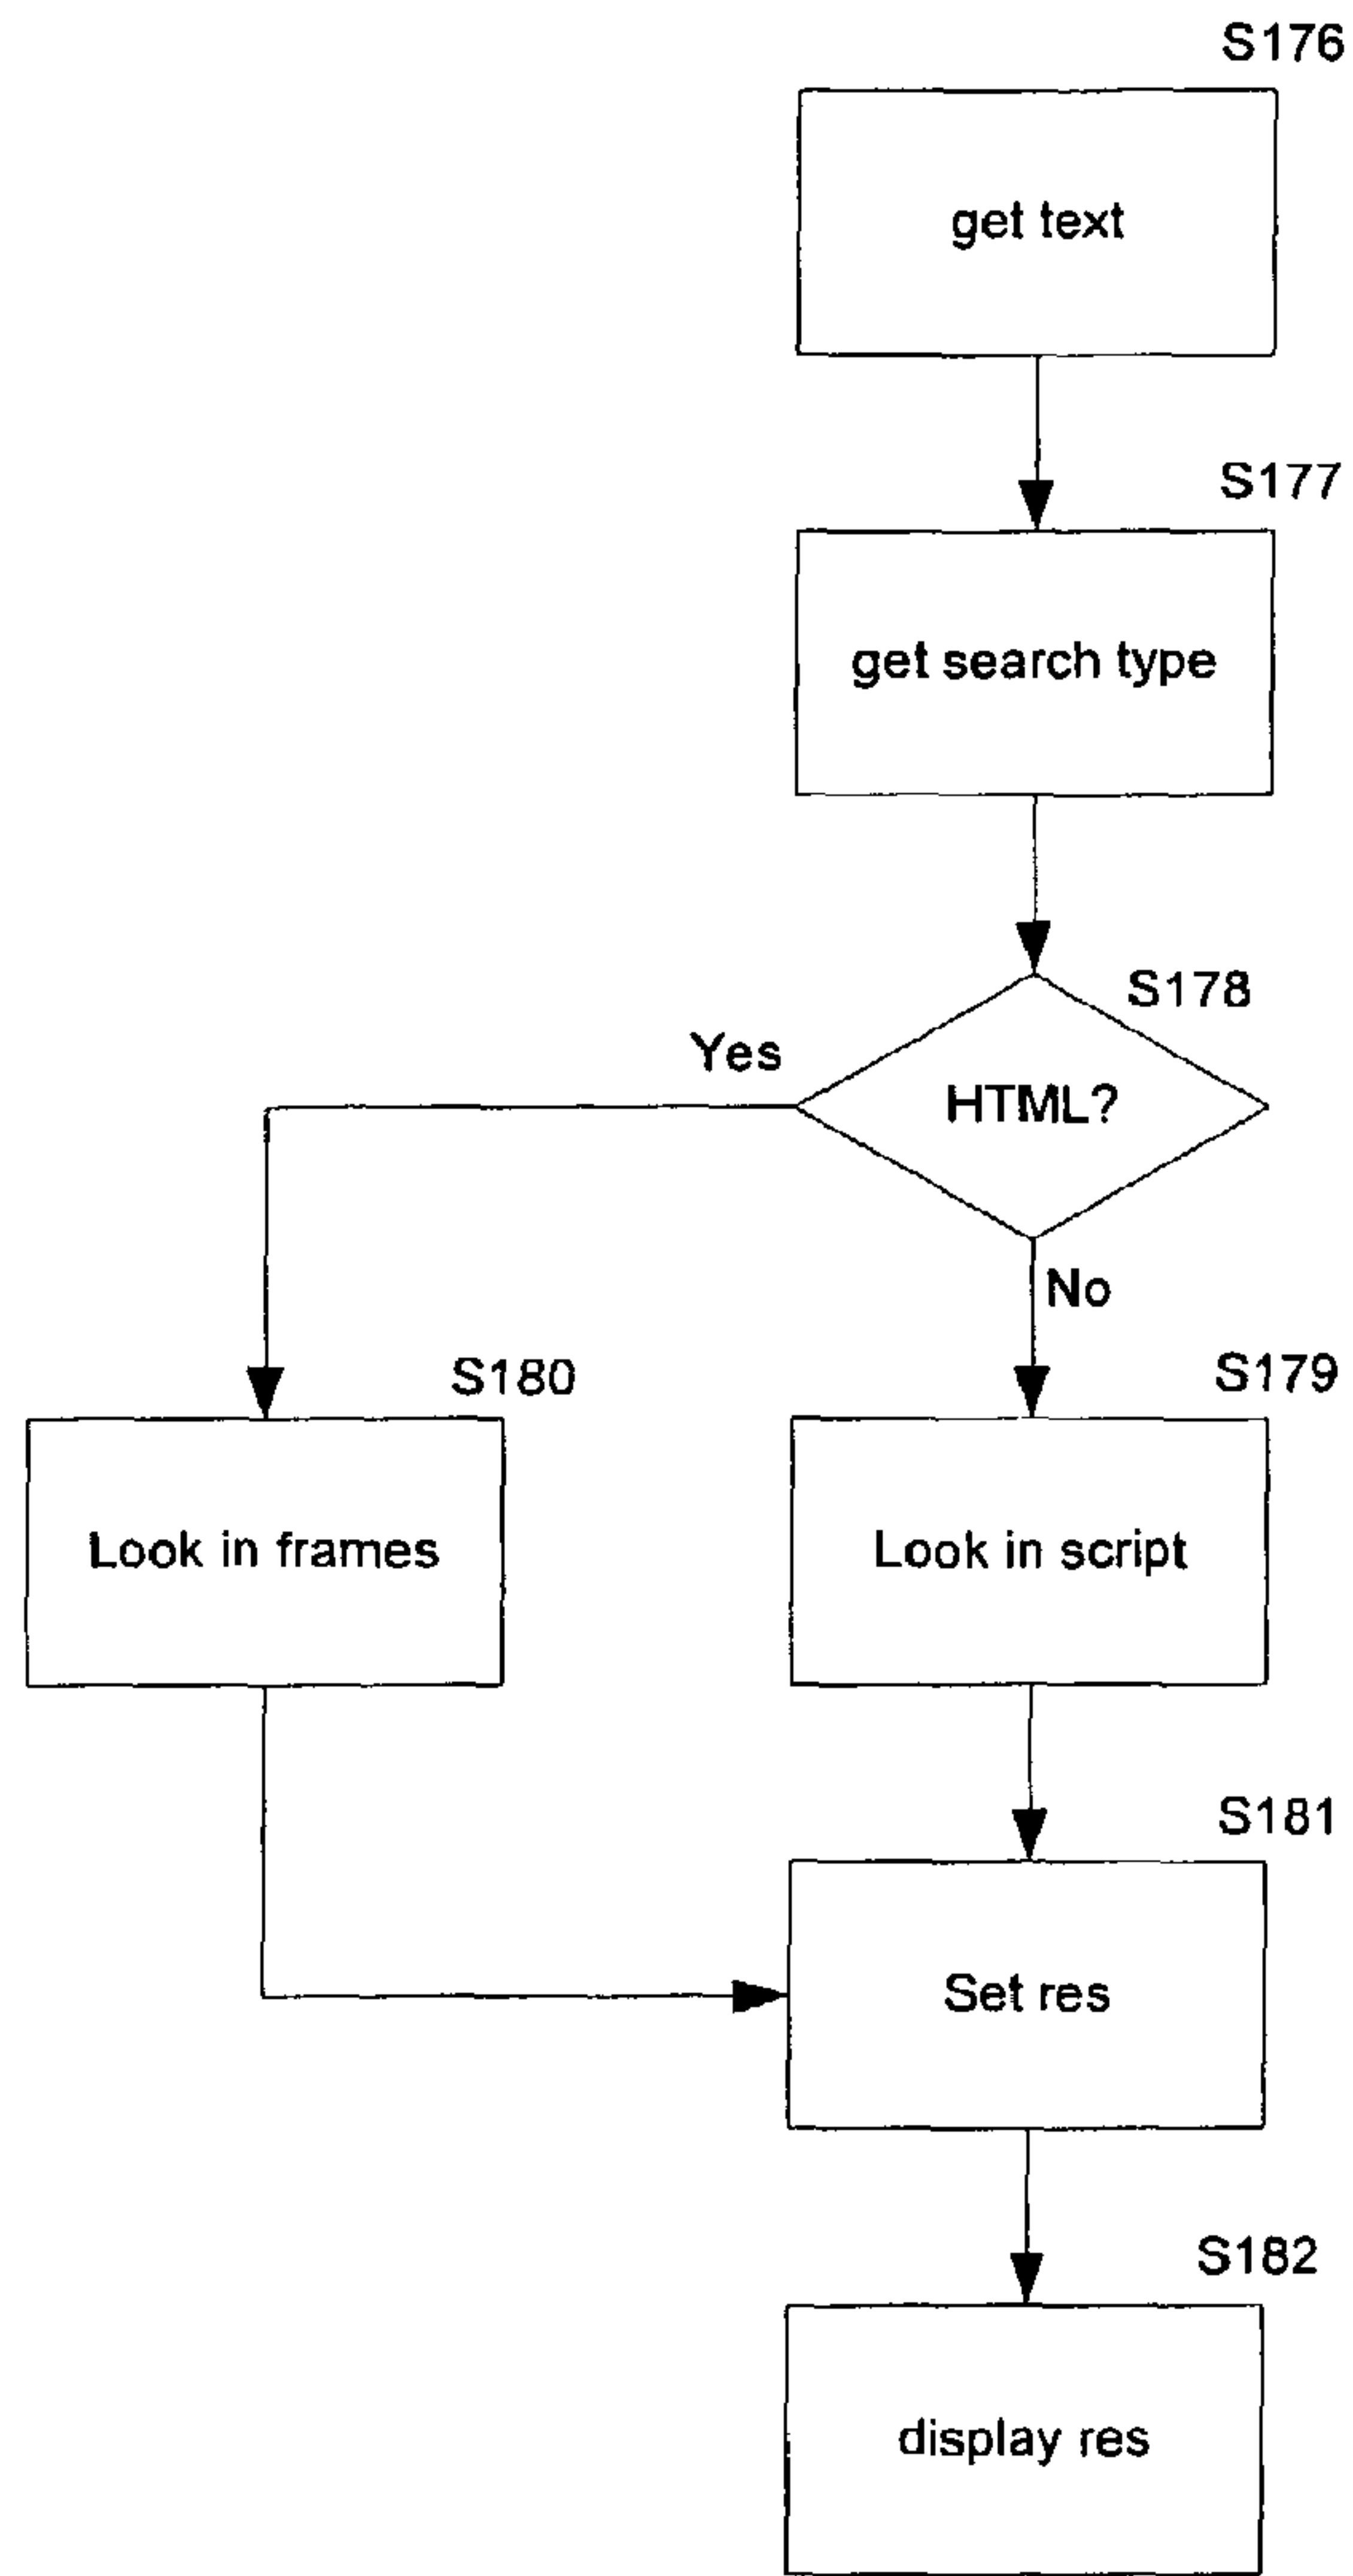 S176
get text
S177
get search type
S178
Yes
HTML?
No
S180
S179
Look in frames
Look in script
S181
Set res
S182
display res